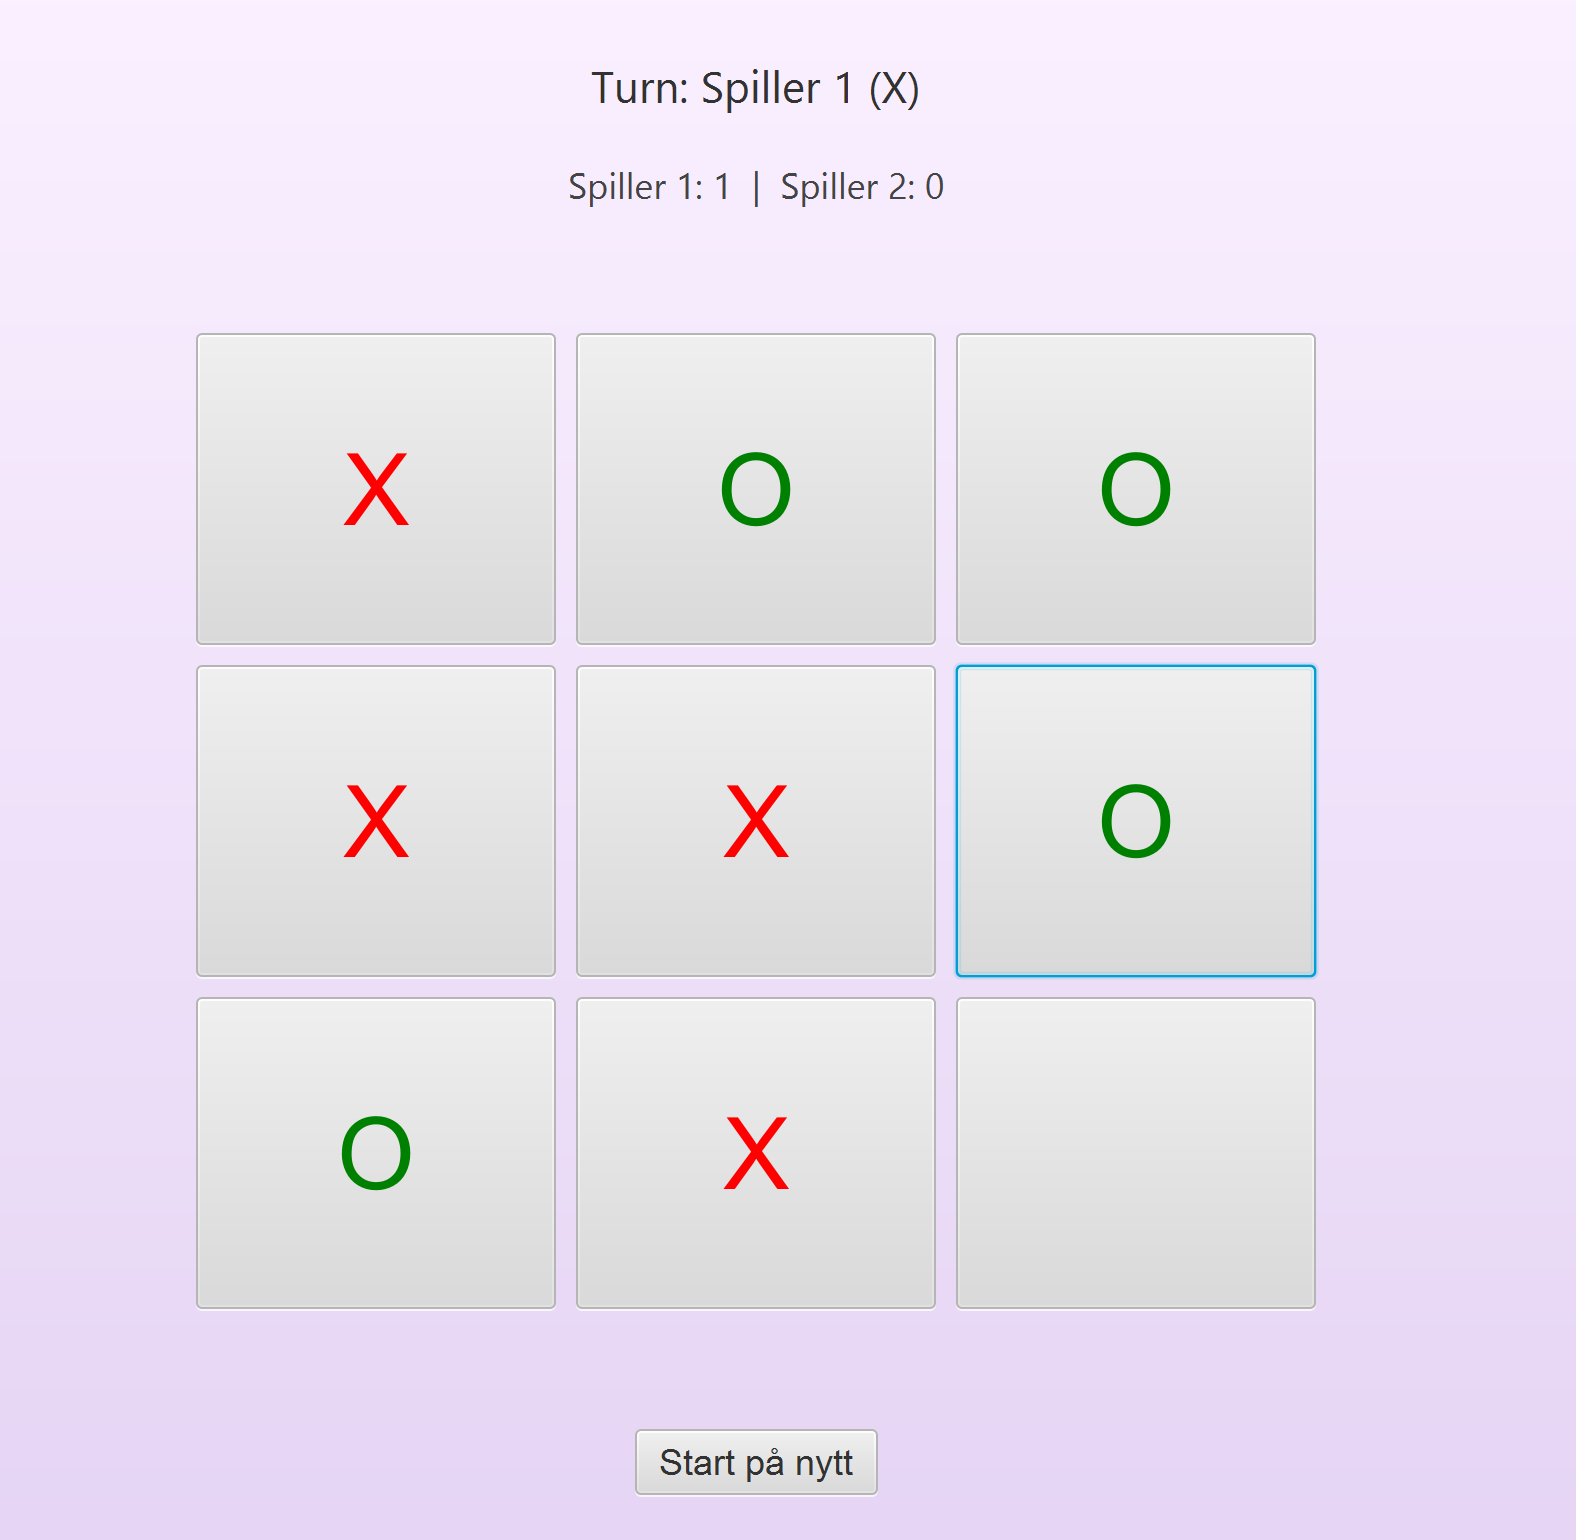 Turn: Spiller 1 (X)
Spiller 1: 1 | Spiller 2: 0
X O O
X X O
O X
Start på nytt